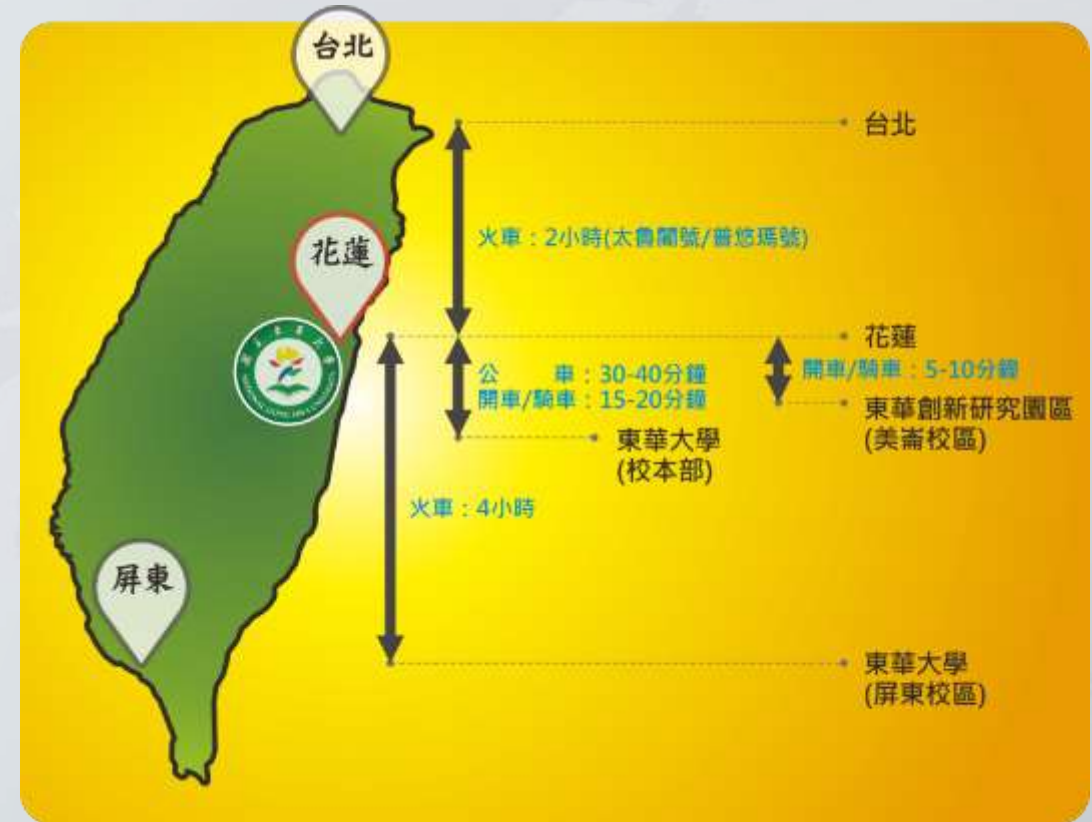 台北
花蓮
屏東
台北
火車：2小時(太魯閣號/普悠瑪號)
花蓮
公　　車：30-40分鐘
開車/騎車：15-20分鐘
開車/騎車：5-10分鐘
東華大學
(校本部)
東華創新研究園區
(美崙校區)
火車：4小時
東華大學
(屏東校區)